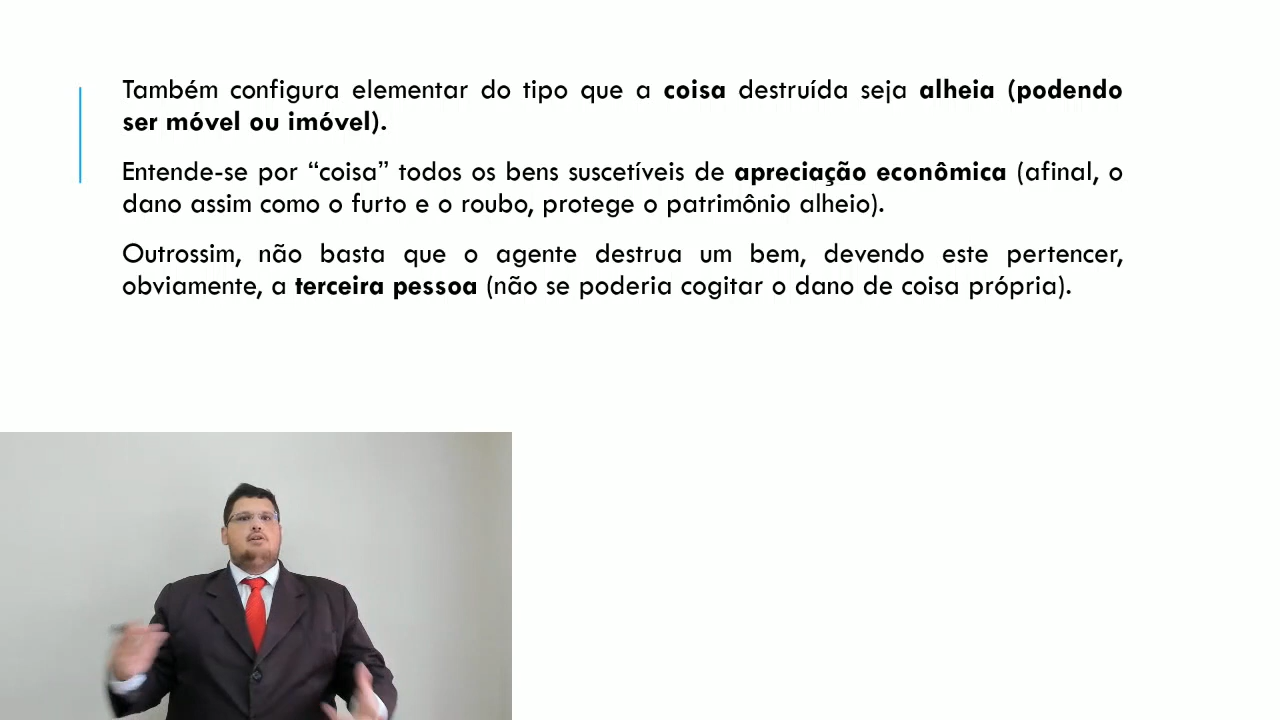 Também configura elementar do tipo que a coisa destruída seja alheia (podendo
ser móvel ou imóvel).
Entende-se por “coisa” todos os bens suscetíveis de apreciação econômica (afinal, o
dano assim como o furto e o roubo, protege o patrimônio alheio).
Outrossim, não basta que o agente destrua um bem, devendo este pertencer,
obviamente, a terceira pessoa (não se poderia cogitar o dano de coisa própria).